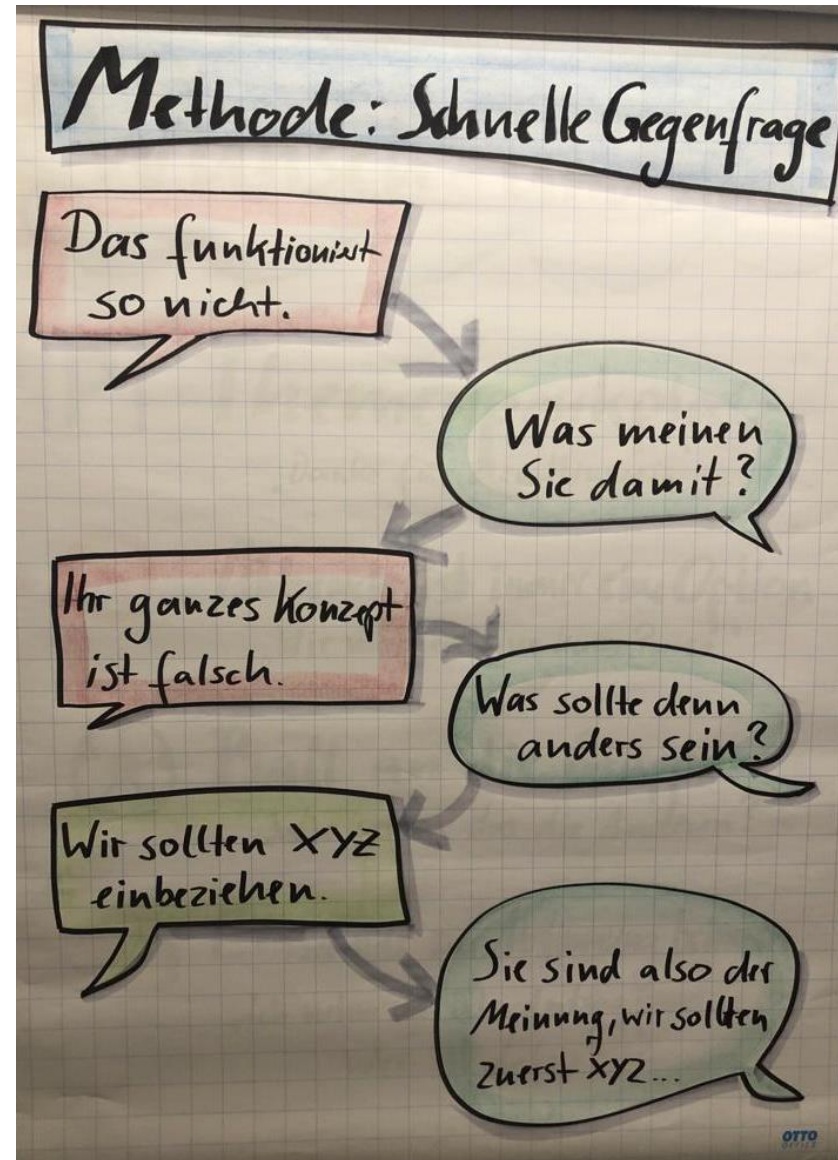 Methode: Schnelle Gegenfrage
Das funktioniert
so nicht.
Was meinen
Sie damit?
Ihr ganzes Konzept
ist falsch.
Was sollte denn
anders sein?
Wir sollten XYZ
einbeziehen.
Sie sind also der
Meinung, wir sollten
zuerst XYZ...
OTTO
OFFICE